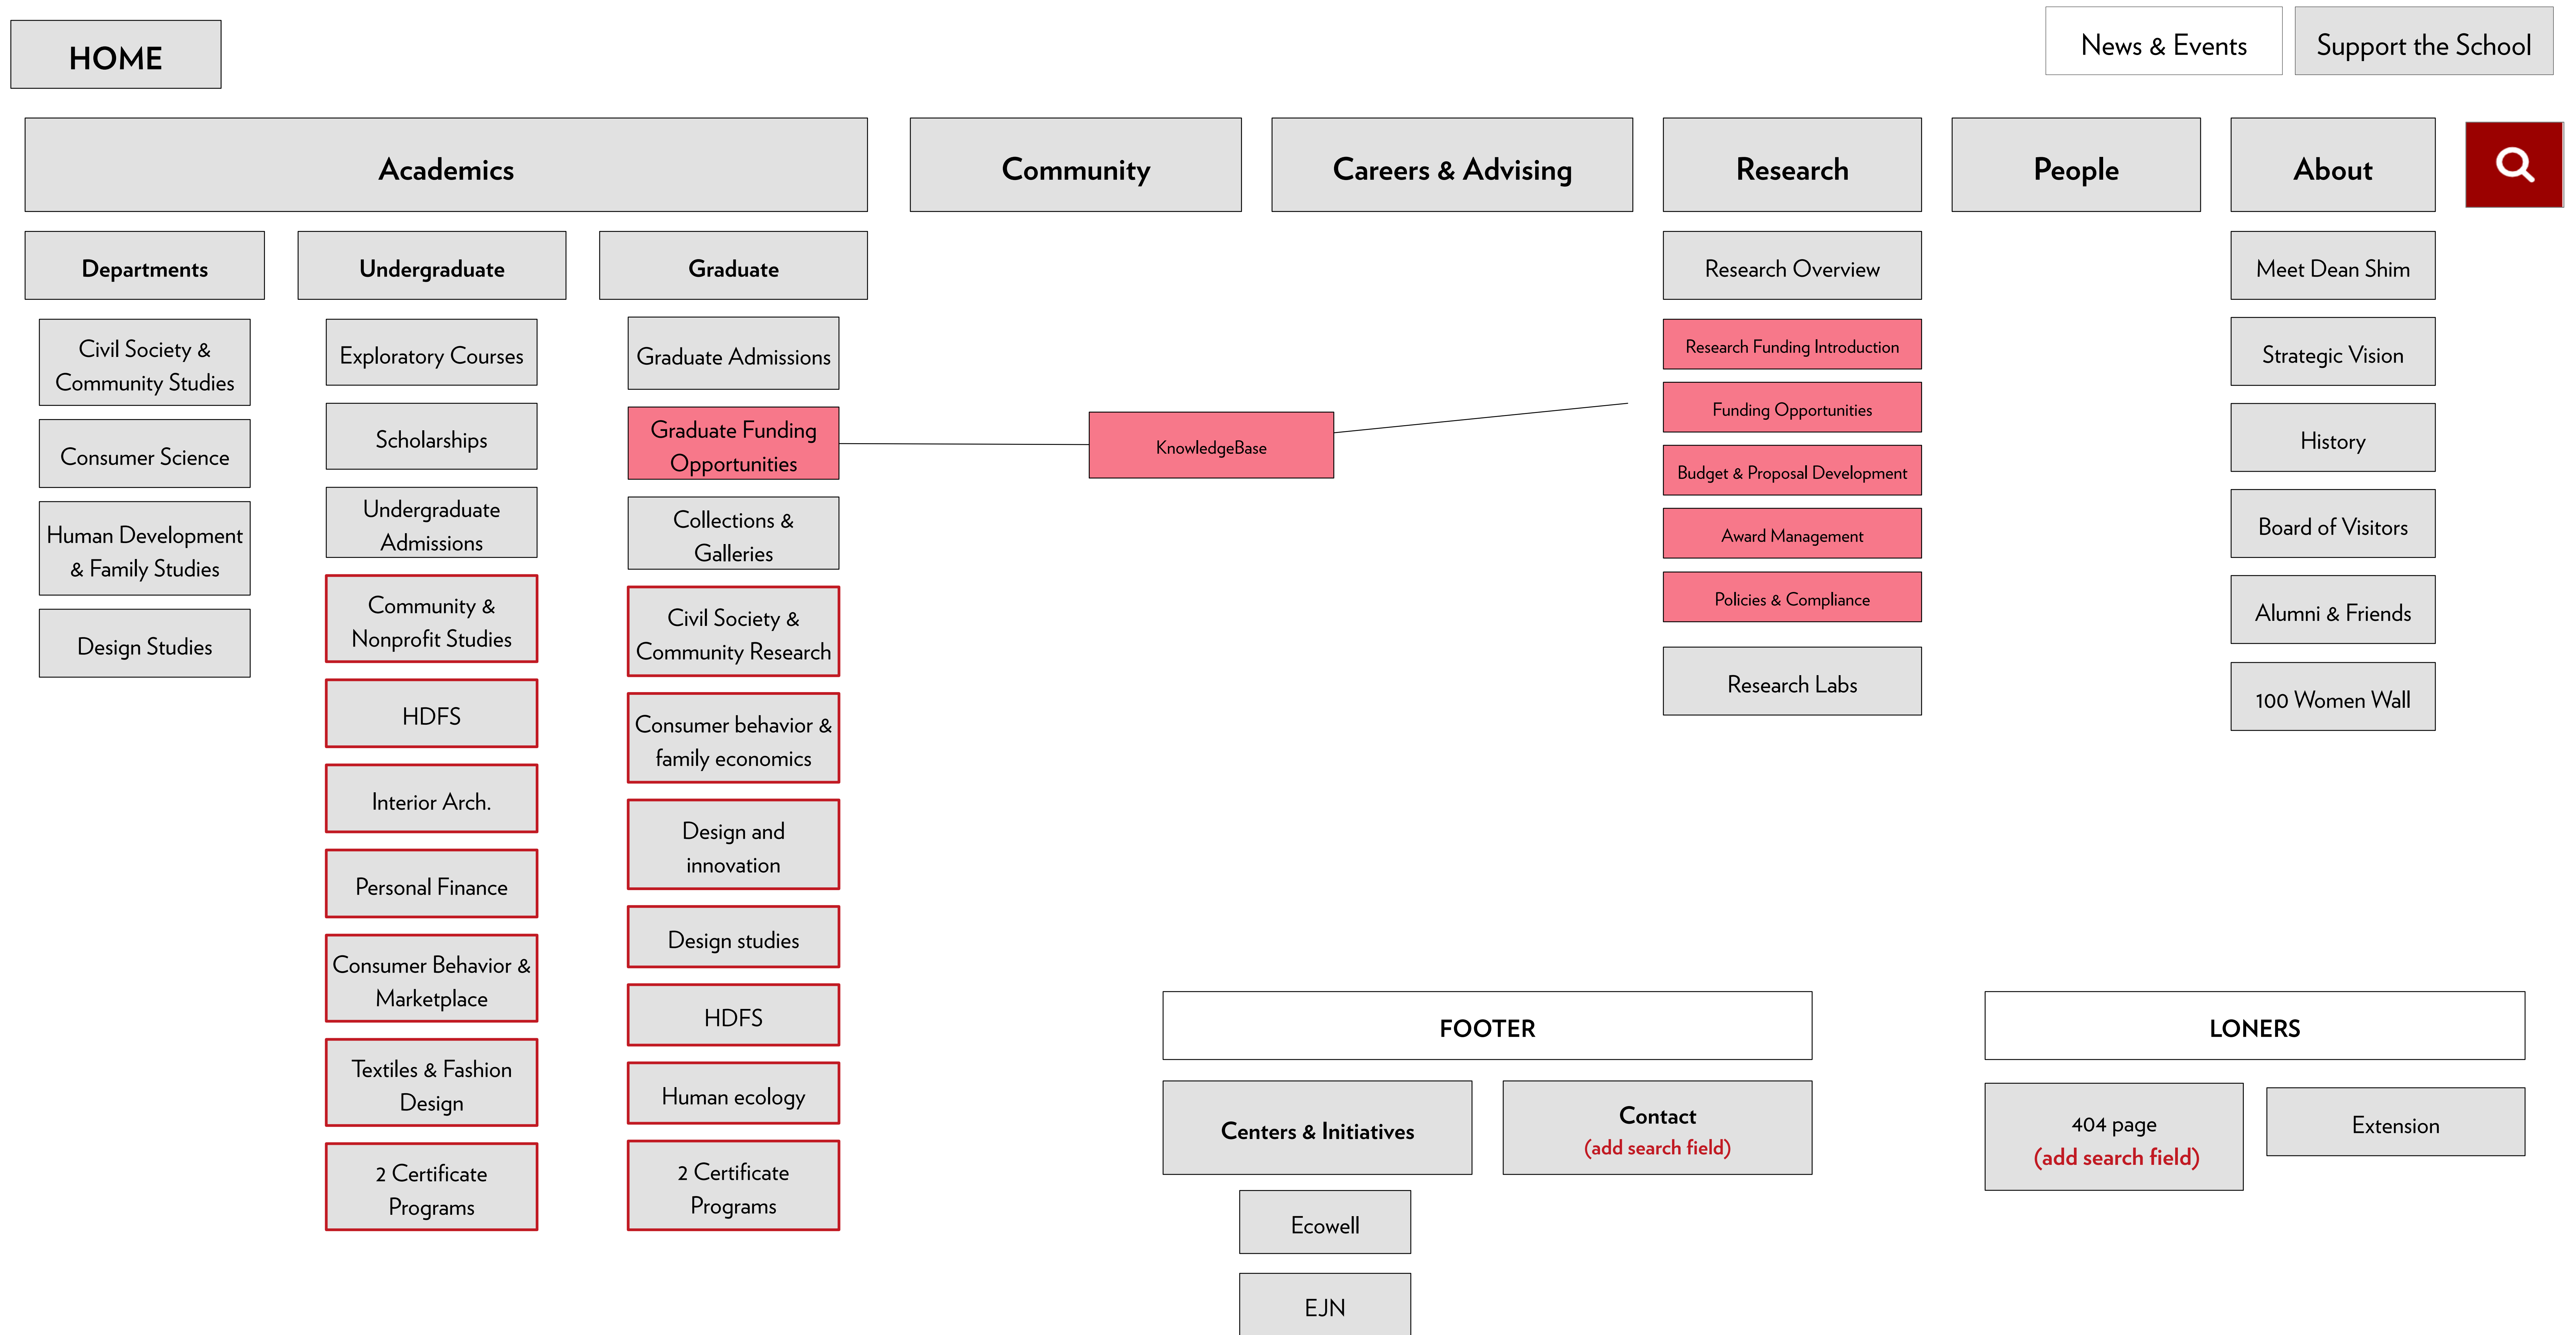 HOME
News & Events
Support the School
Academics
Community
Careers & Advising
Research
People
About
Departments
Civil Society &
Community Studies
Consumer Science
Human Development
& Family Studies
Design Studies
Undergraduate
Exploratory Courses
Scholarships
Undergraduate
Admissions
Community &
Nonprofit Studies
HDFS
Interior Arch.
Personal Finance
Consumer Behavior &
Marketplace
Textiles & Fashion
Design
2 Certificate
Programs
Graduate
Graduate Admissions
Graduate Funding
Opportunities
Collections &
Galleries
Civil Society &
Community Research
Consumer behavior &
family economics
Design and
innovation
Design studies
HDFS
Human ecology
2 Certificate
Programs
KnowledgeBase
Research Overview
Research Funding Introduction
Funding Opportunities
Budget & Proposal Development
Award Management
Policies & Compliance
Research Labs
Meet Dean Shim
Strategic Vision
History
Board of Visitors
Alumni & Friends
100 Women Wall
FOOTER
Centers & Initiatives
Ecowell
EJN
Contact
(add search field)
LONERS
404 page
(add search field)
Extension